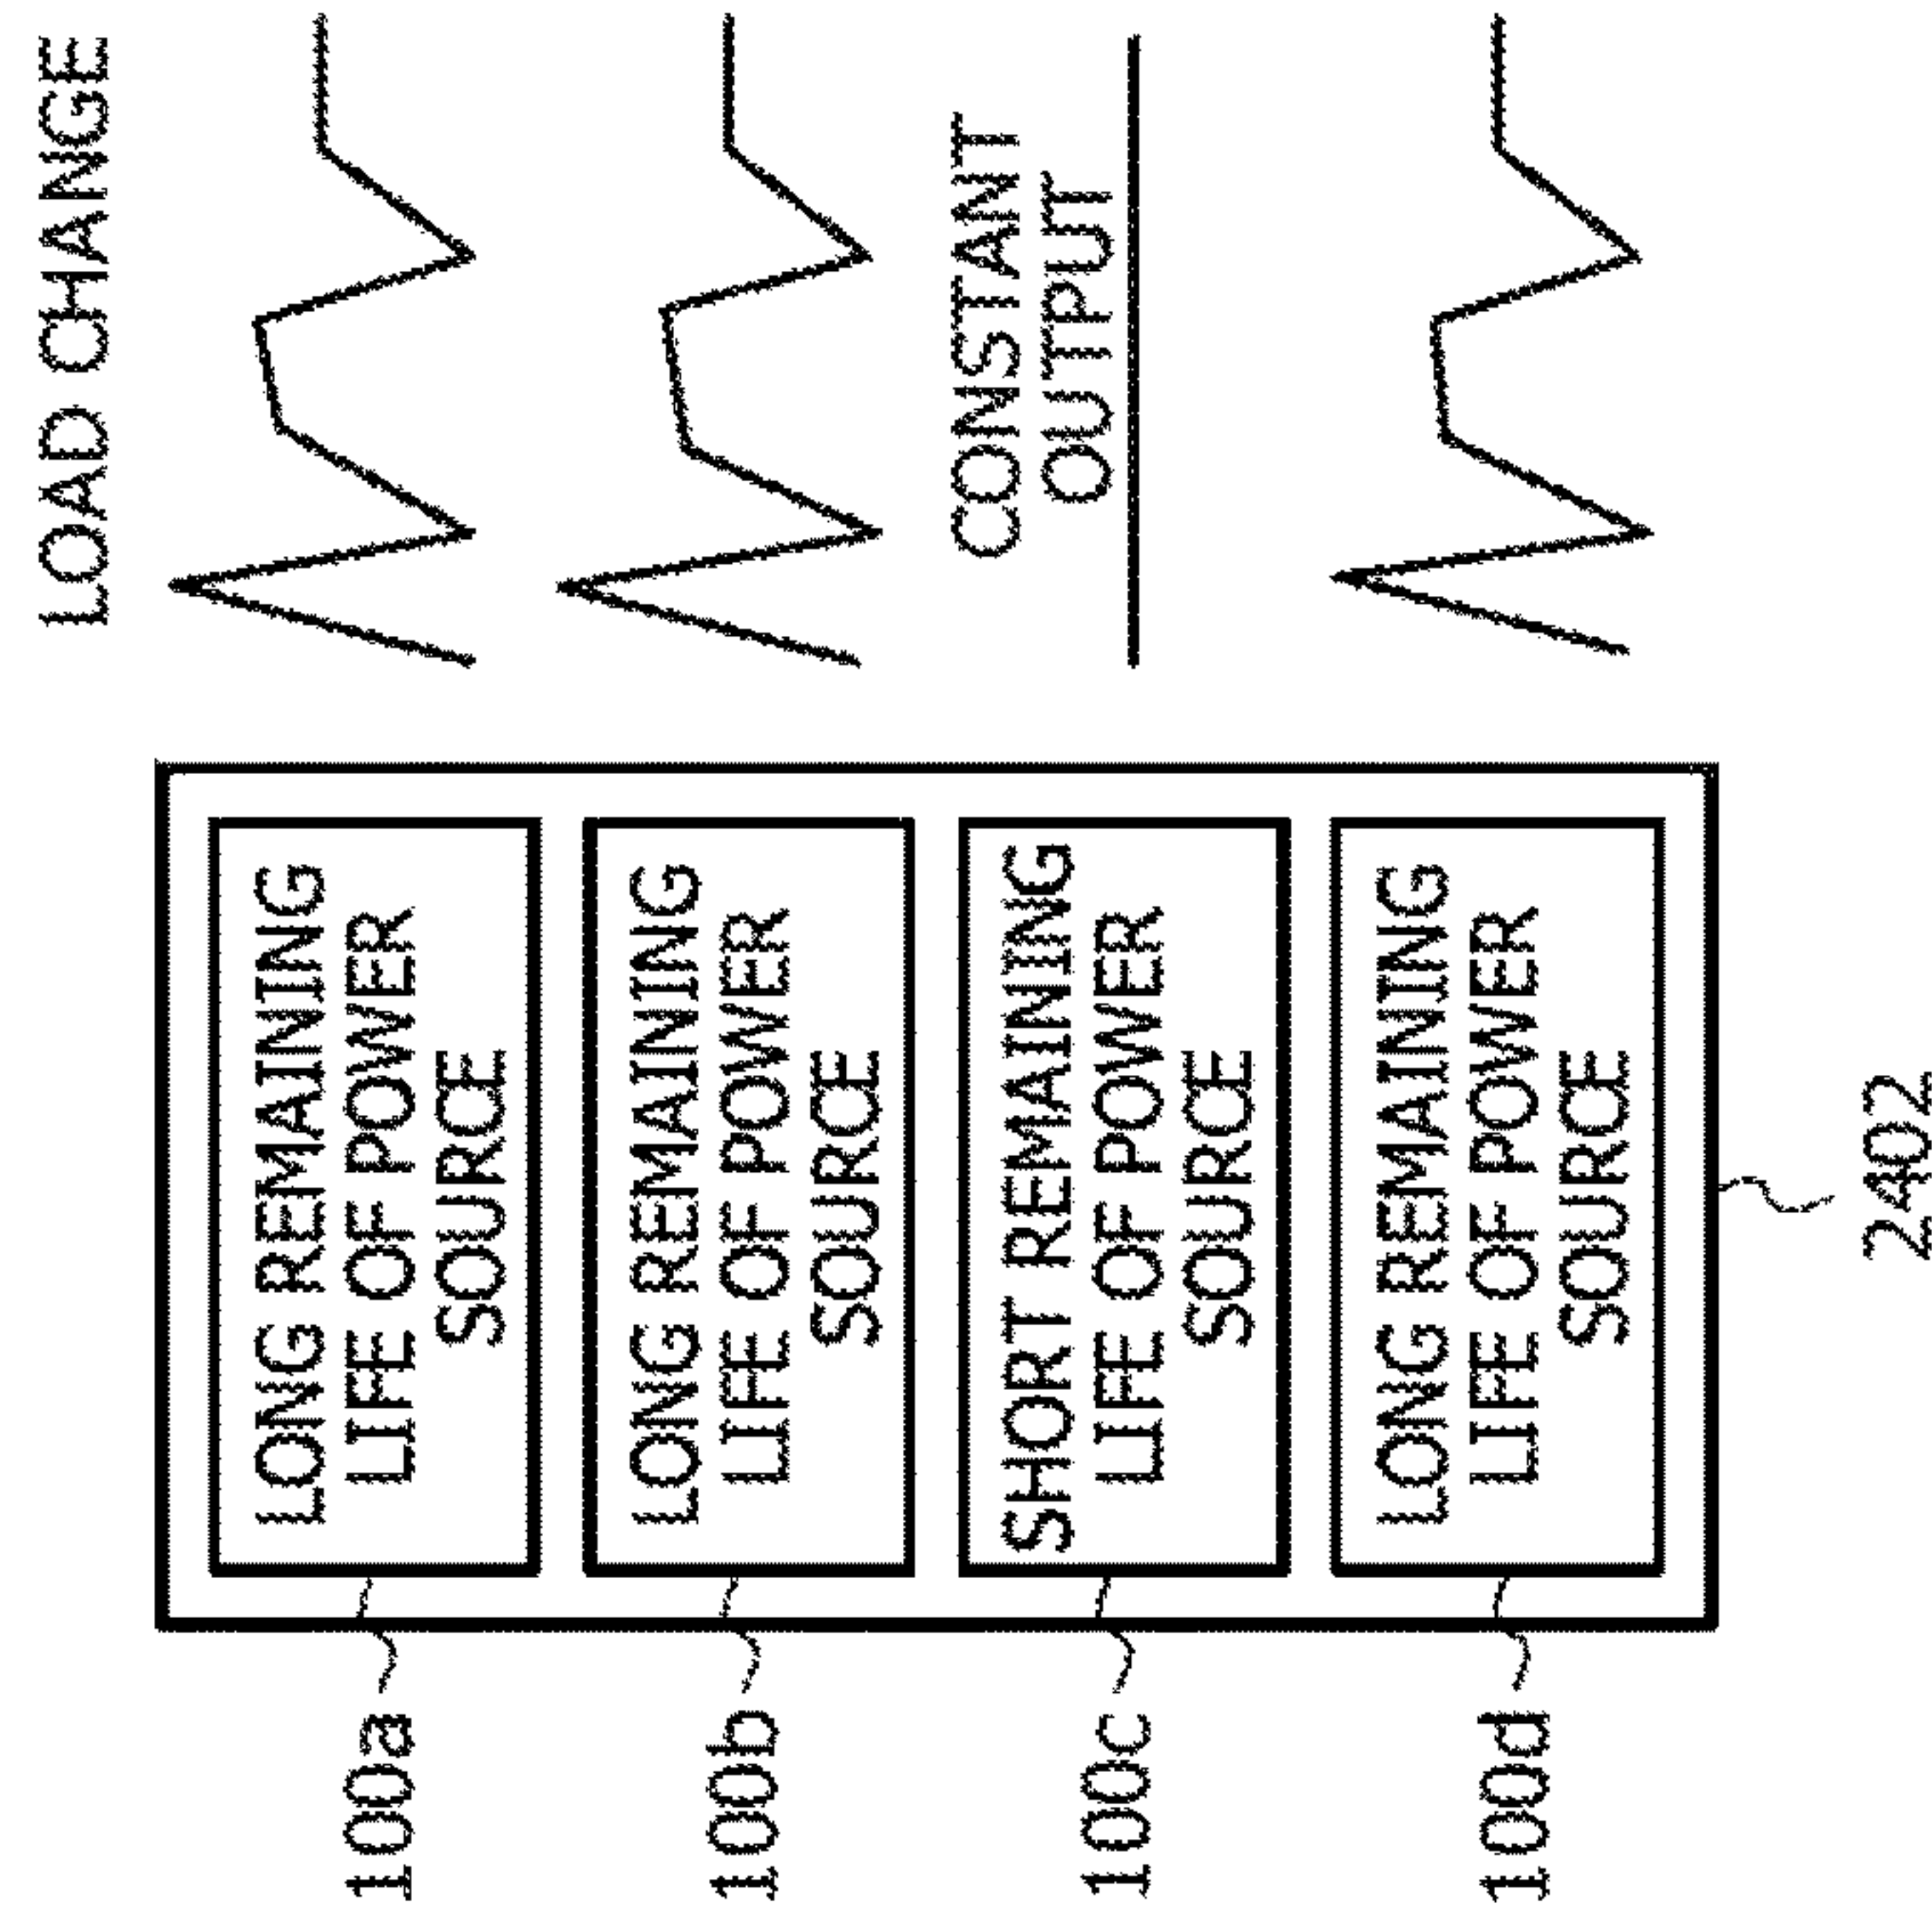 LOAD CHANGE
100a
LONG REMAINING
LIFE OF POWER
SOURCE
100b
LONG REMAINING
LIFE OF POWER
SOURCE
CONSTANT
OUTPUT
100c
SHORT REMAINING
LIFE OF POWER
SOURCE
100d
LONG REMAINING
LIFE OF POWER
SOURCE
2402